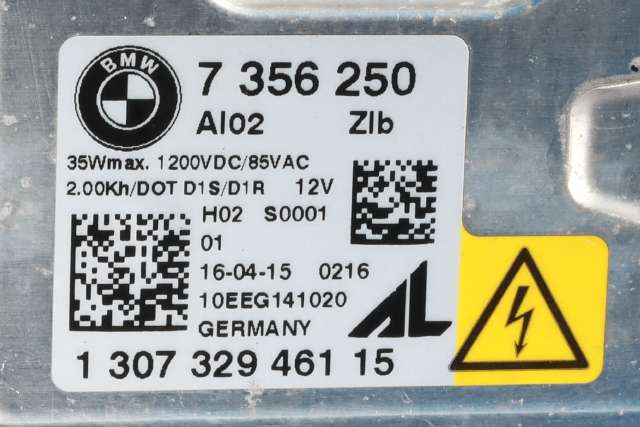 BMW
7 356 250
AI02 ZIb
35Wmax. 1200VDC/85VAC
2.00Kh/DOT D1S/D1R 12V
H02 S0001
01
16-04-15 0216
10EEG141020
GERMANY
AL
1 307 329 461 15